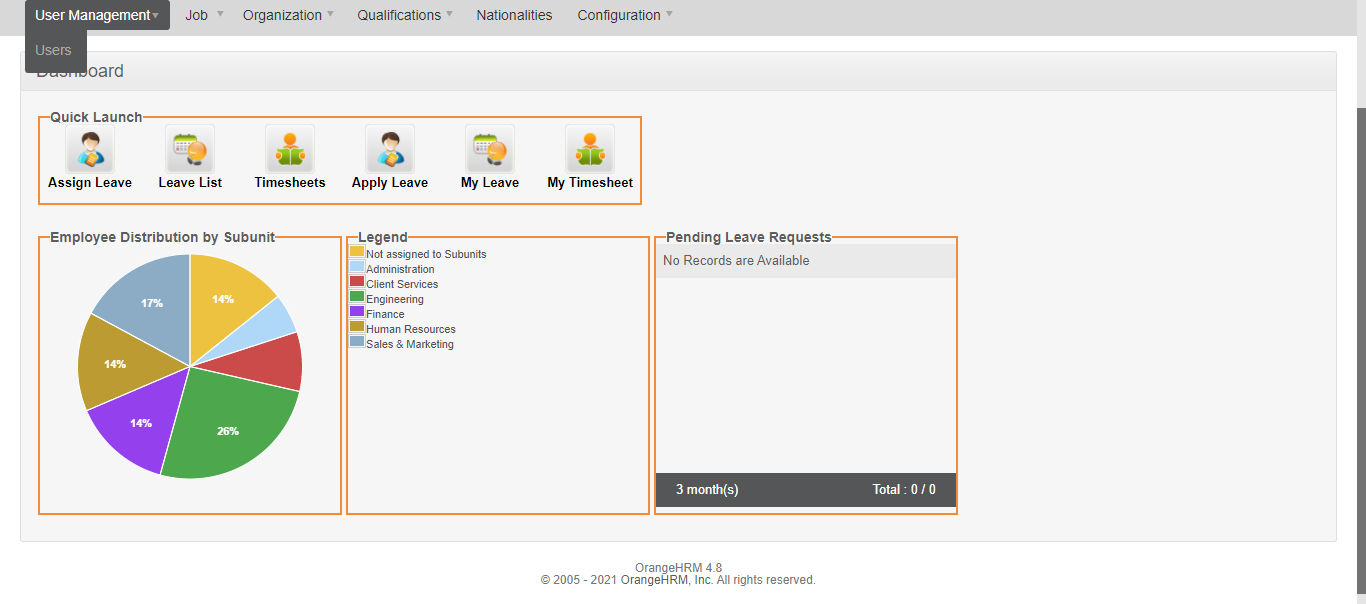 User Management Job Organization Qualifications Nationalities Configuration
Users
Dashboard
Quick Launch
Assign Leave Leave List Timesheets Apply Leave My Leave My Timesheet
Employee Distribution by Subunit
14%
17%
14%
14%
26%
Legend
Not assigned to Subunits
Administration
Client Services
Engineering
Finance
Human Resources
Sales & Marketing
Pending Leave Requests
No Records are Available
3 month(s) Total : 0 / 0
OrangeHRM 4.8
© 2005 - 2021 OrangeHRM, Inc. All rights reserved.